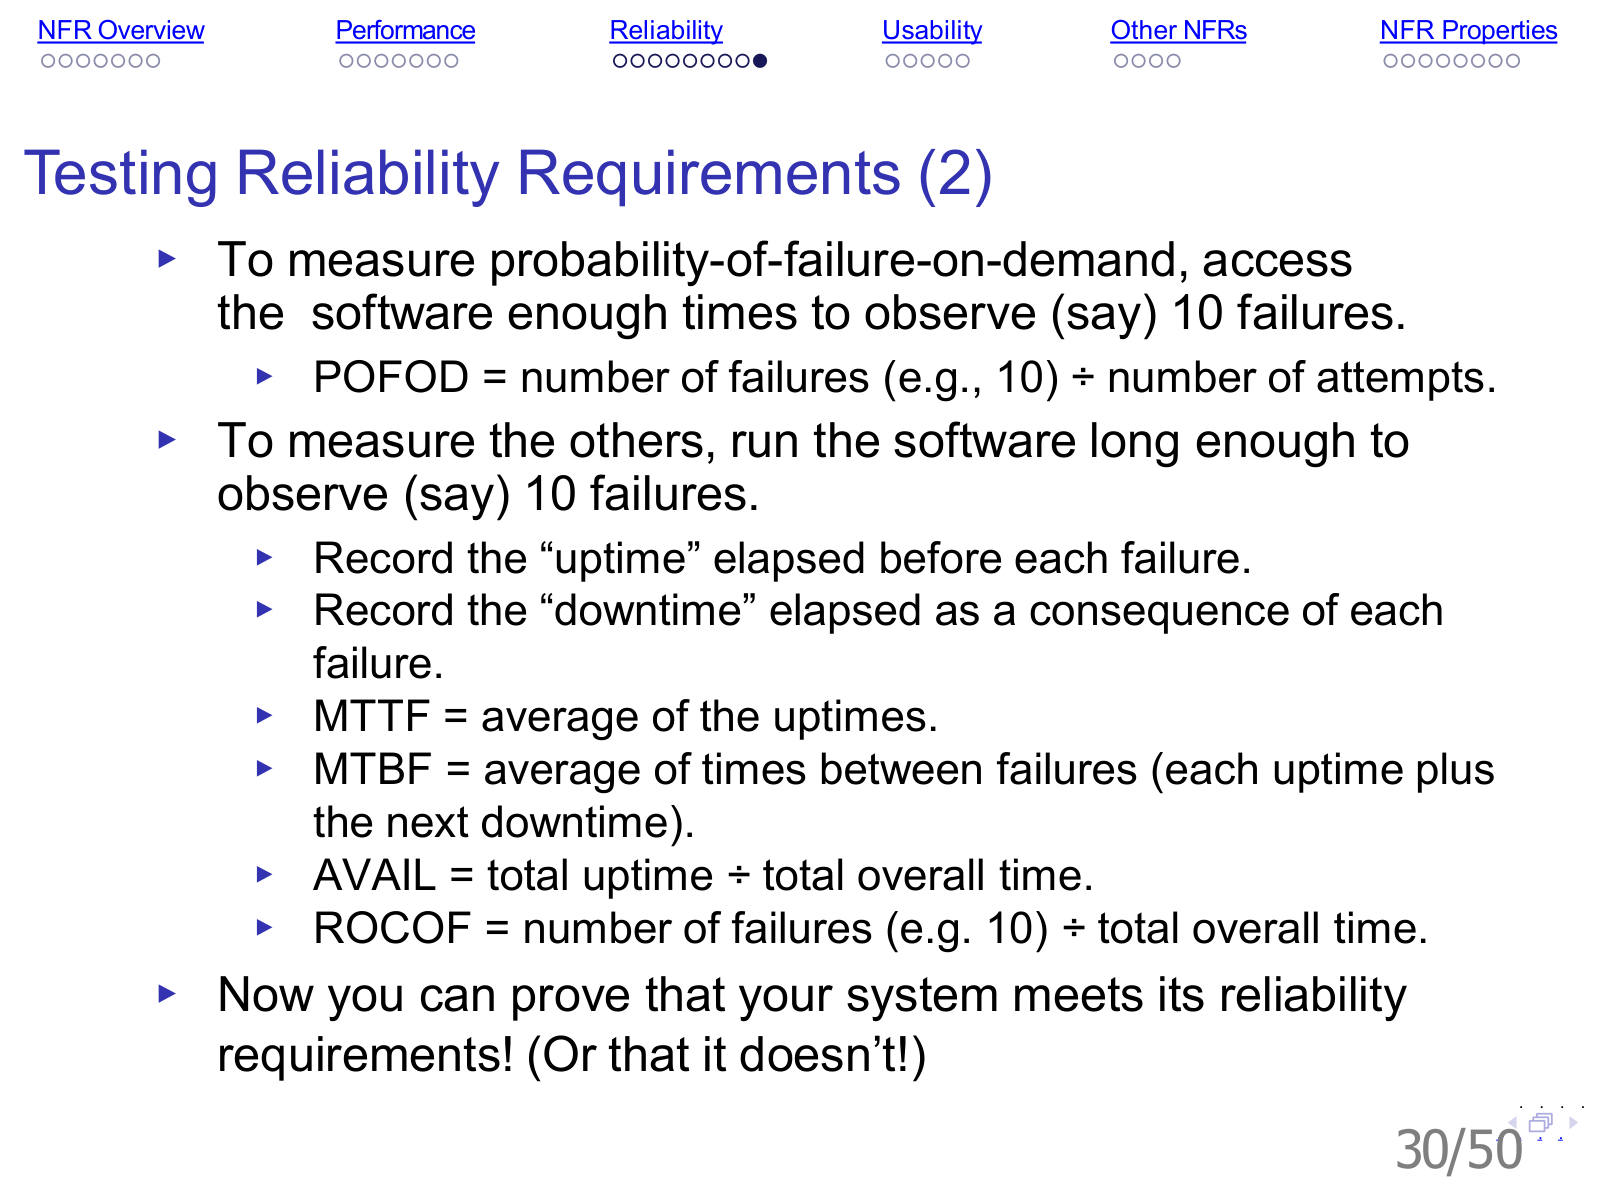 NFR Overview Performance Reliability Usability Other NFRs NFR Properties
Testing Reliability Requirements (2)
To measure probability-of-failure-on-demand, access
the software enough times to observe (say) 10 failures.
POFOD = number of failures (e.g., 10) ÷ number of attempts.
To measure the others, run the software long enough to
observe (say) 10 failures.
Record the “uptime” elapsed before each failure.
Record the “downtime” elapsed as a consequence of each
failure.
MTTF = average of the uptimes.
MTBF = average of times between failures (each uptime plus
the next downtime).
AVAIL = total uptime ÷ total overall time.
ROCOF = number of failures (e.g. 10) ÷ total overall time.
Now you can prove that your system meets its reliability
requirements! (Or that it doesn’t!)
30/50